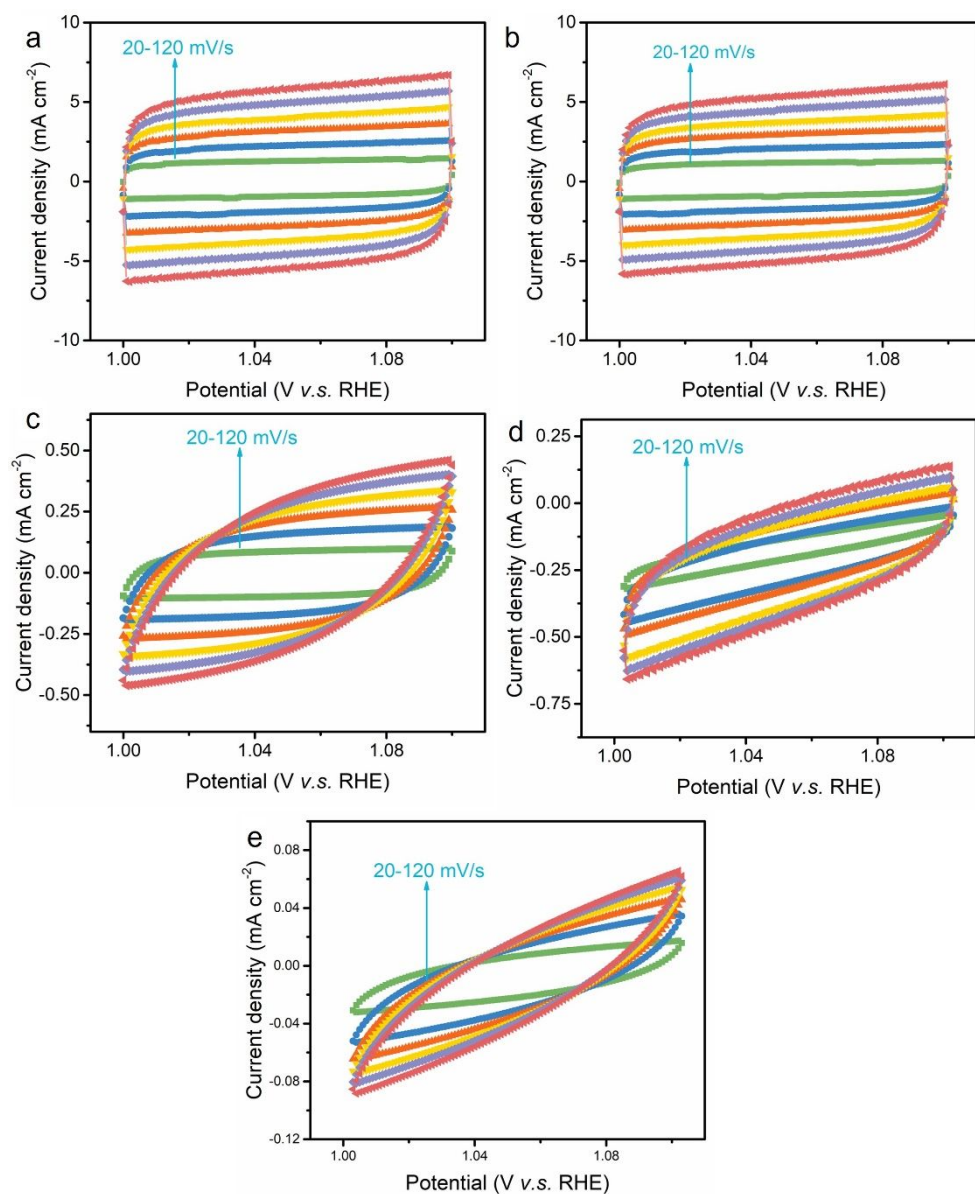 a
20-120 mV/s
10
5
0
-5
-10
Current density (mA cm⁻²)
1.00
1.04
1.08
Potential (V v.s. RHE)
b
20-120 mV/s
10
5
0
-5
-10
Current density (mA cm⁻²)
1.00
1.04
1.08
Potential (V v.s. RHE)
c
20-120 mV/s
0.50
0.25
0.00
-0.25
-0.50
Current density (mA cm⁻²)
1.00
1.04
1.08
Potential (V v.s. RHE)
d
20-120 mV/s
0.25
0.00
-0.25
-0.50
-0.75
Current density (mA cm⁻²)
1.00
1.04
1.08
Potential (V v.s. RHE)
e
20-120 mV/s
0.08
0.04
0.00
-0.04
-0.08
-0.12
Current density (mA cm⁻²)
1.00
1.04
1.08
Potential (V v.s. RHE)